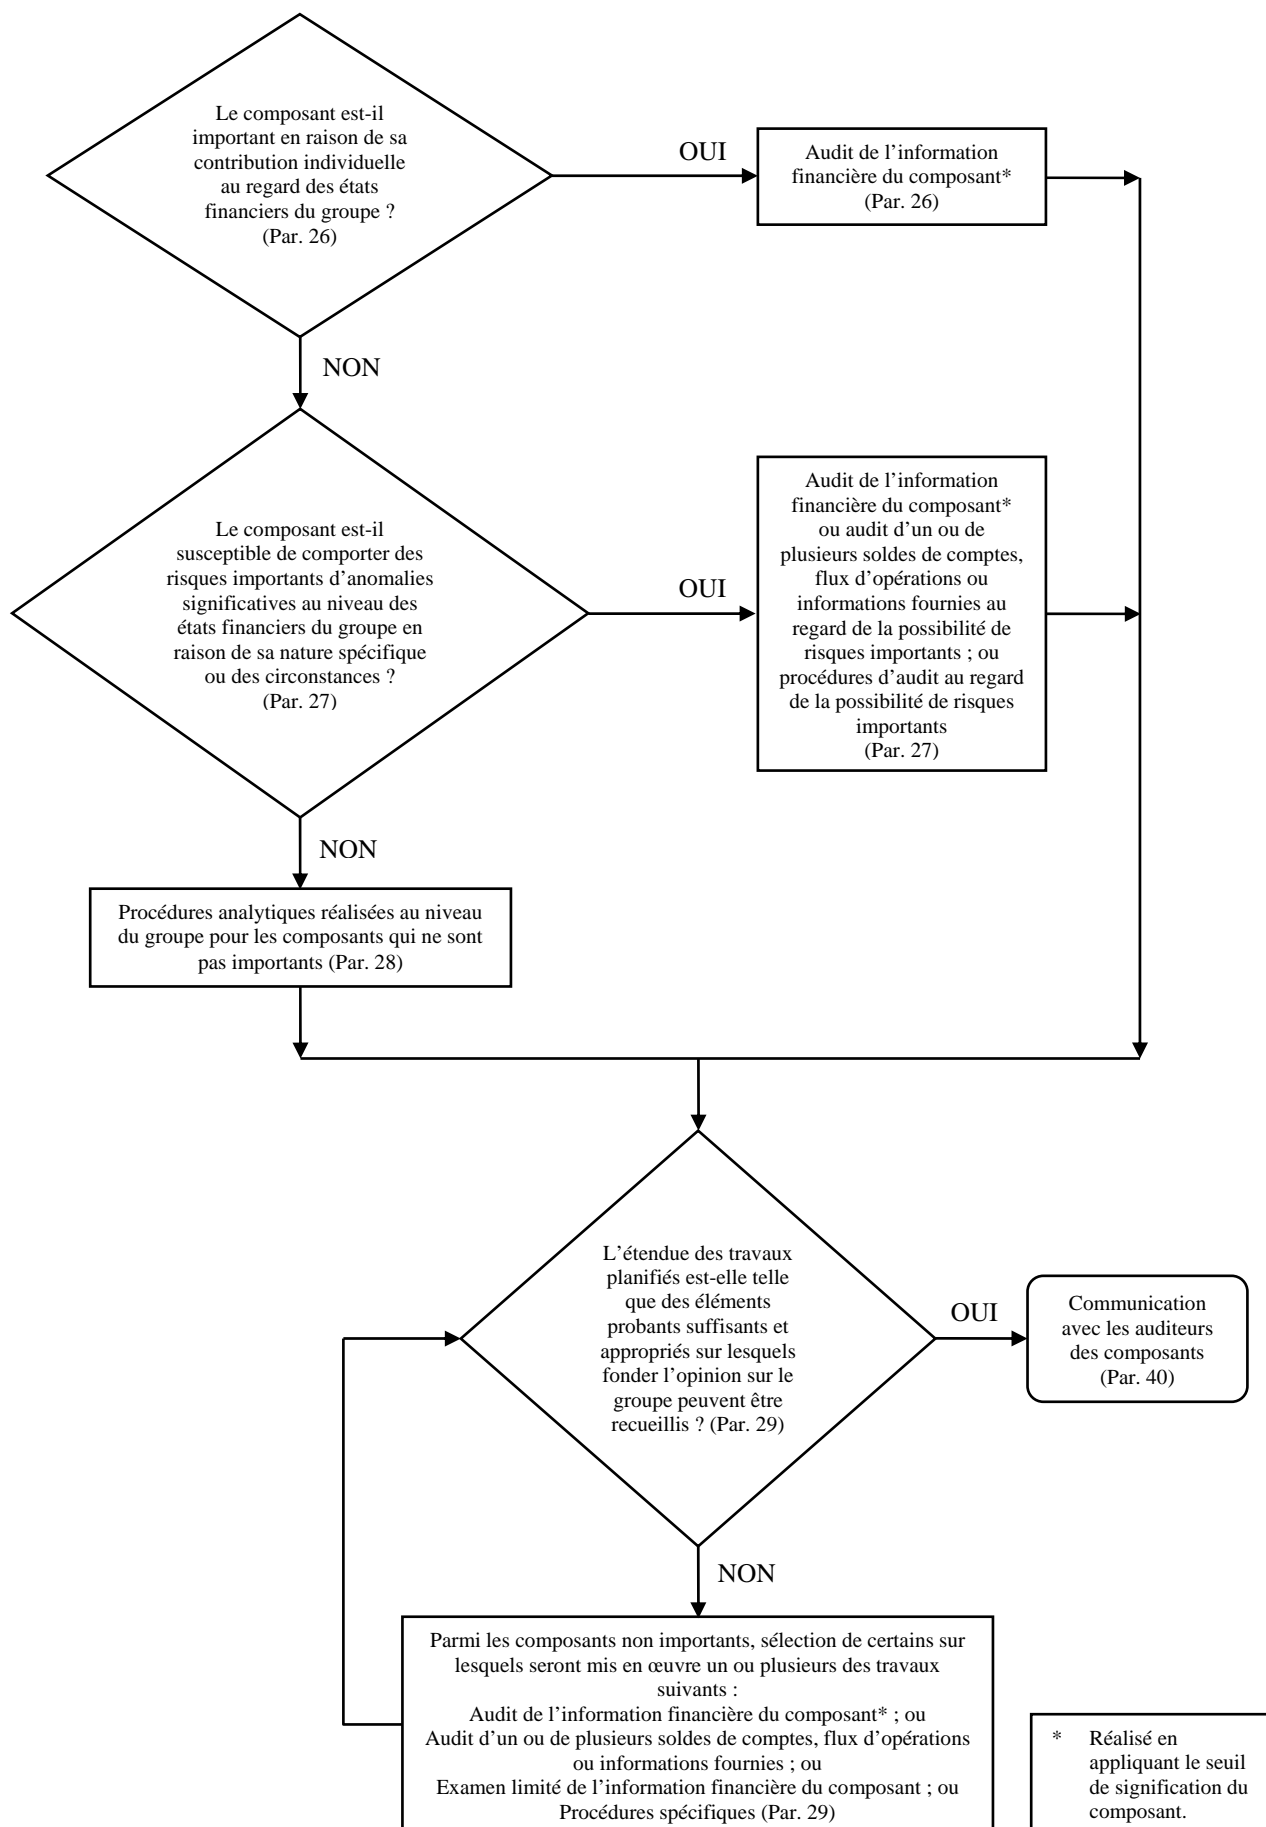 Le composant est-il
important en raison de sa
contribution individuelle
au regard des états
financiers du groupe ?
(Par. 26)
OUI
Audit de l’information
financière du composant*
(Par. 26)
NON
Le composant est-il
susceptible de comporter des
risques importants d’anomalies
significatives au niveau des
états financiers du groupe en
raison de sa nature spécifique
ou des circonstances ?
(Par. 27)
OUI
Audit de l’information
financière du composant*
ou audit d’un ou de
plusieurs soldes de comptes,
flux d’opérations ou
informations fournies au
regard de la possibilité de
risques importants ; ou
procédures d’audit au regard
de la possibilité de risques
importants
(Par. 27)
NON
Procédures analytiques réalisées au niveau
du groupe pour les composants qui ne sont
pas importants (Par. 28)
L’étendue des travaux
planifiés est-elle telle
que des éléments
probants suffisants et
appropriés sur lesquels
fonder l’opinion sur le
groupe peuvent être
recueillis ? (Par. 29)
OUI
Communication
avec les auditeurs
des composants
(Par. 40)
NON
Parmi les composants non importants, sélection de certains sur
lesquels seront mis en œuvre un ou plusieurs des travaux
suivants :
Audit de l’information financière du composant* ; ou
Audit d’un ou de plusieurs soldes de comptes, flux d’opérations
ou informations fournies ; ou
Examen limité de l’information financière du composant ; ou
Procédures spécifiques (Par. 29)
* Réalisé en
appliquant le seuil
de signification du
composant.